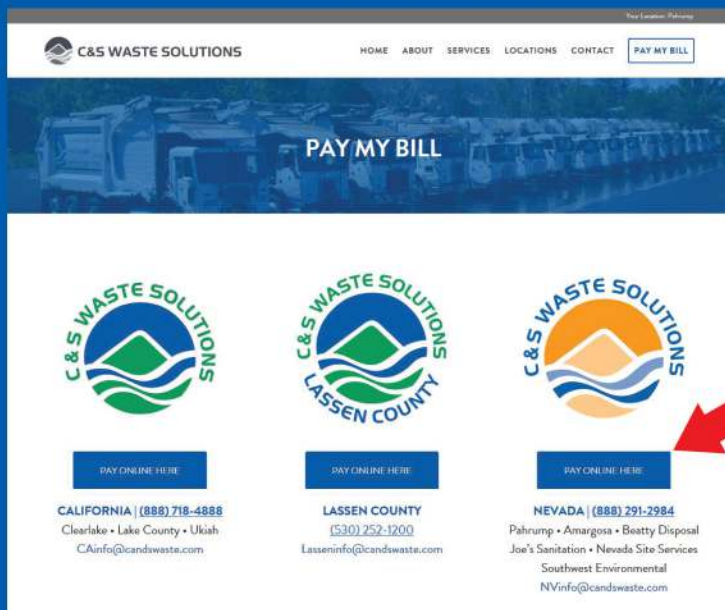 Your Location: Pahrump
C&S WASTE SOLUTIONS
HOME ABOUT SERVICES LOCATIONS CONTACT PAY MY BILL
PAY MY BILL
C & S WASTE SOLUTIONS
C & S WASTE SOLUTIONS
LASSEN COUNTY
C & S WASTE SOLUTIONS
PAY ONLINE HERE
PAY ONLINE HERE
PAY ONLINE HERE
CALIFORNIA | (888) 718-4888
Clearlake • Lake County • Ukiah
CAinfo@candswaste.com
LASSEN COUNTY
(530) 252-1200
Lasseninfo@candswaste.com
NEVADA | (888) 291-2984
Pahrump • Amargosa • Beatty Disposal
Joe's Sanitation • Nevada Site Services
Southwest Environmental
NVinfo@candswaste.com